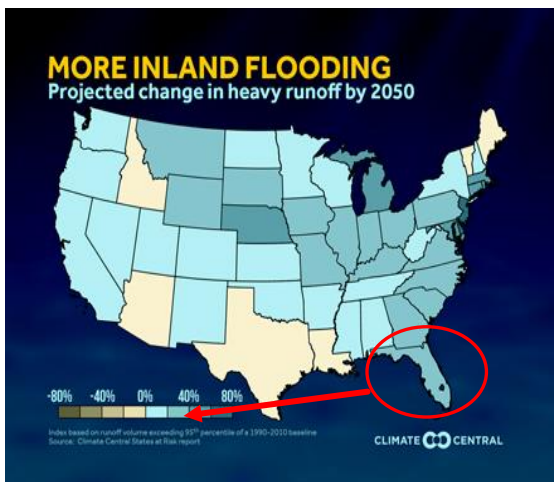 MORE INLAND FLOODING
Projected change in heavy runoff by 2050
-80% -40% 0% 40% 80%
Index based on runoff volume exceeding 95th percentile of a 1990-2010 baseline
Source: Climate Central States at Risk report
CLIMATE CENTRAL